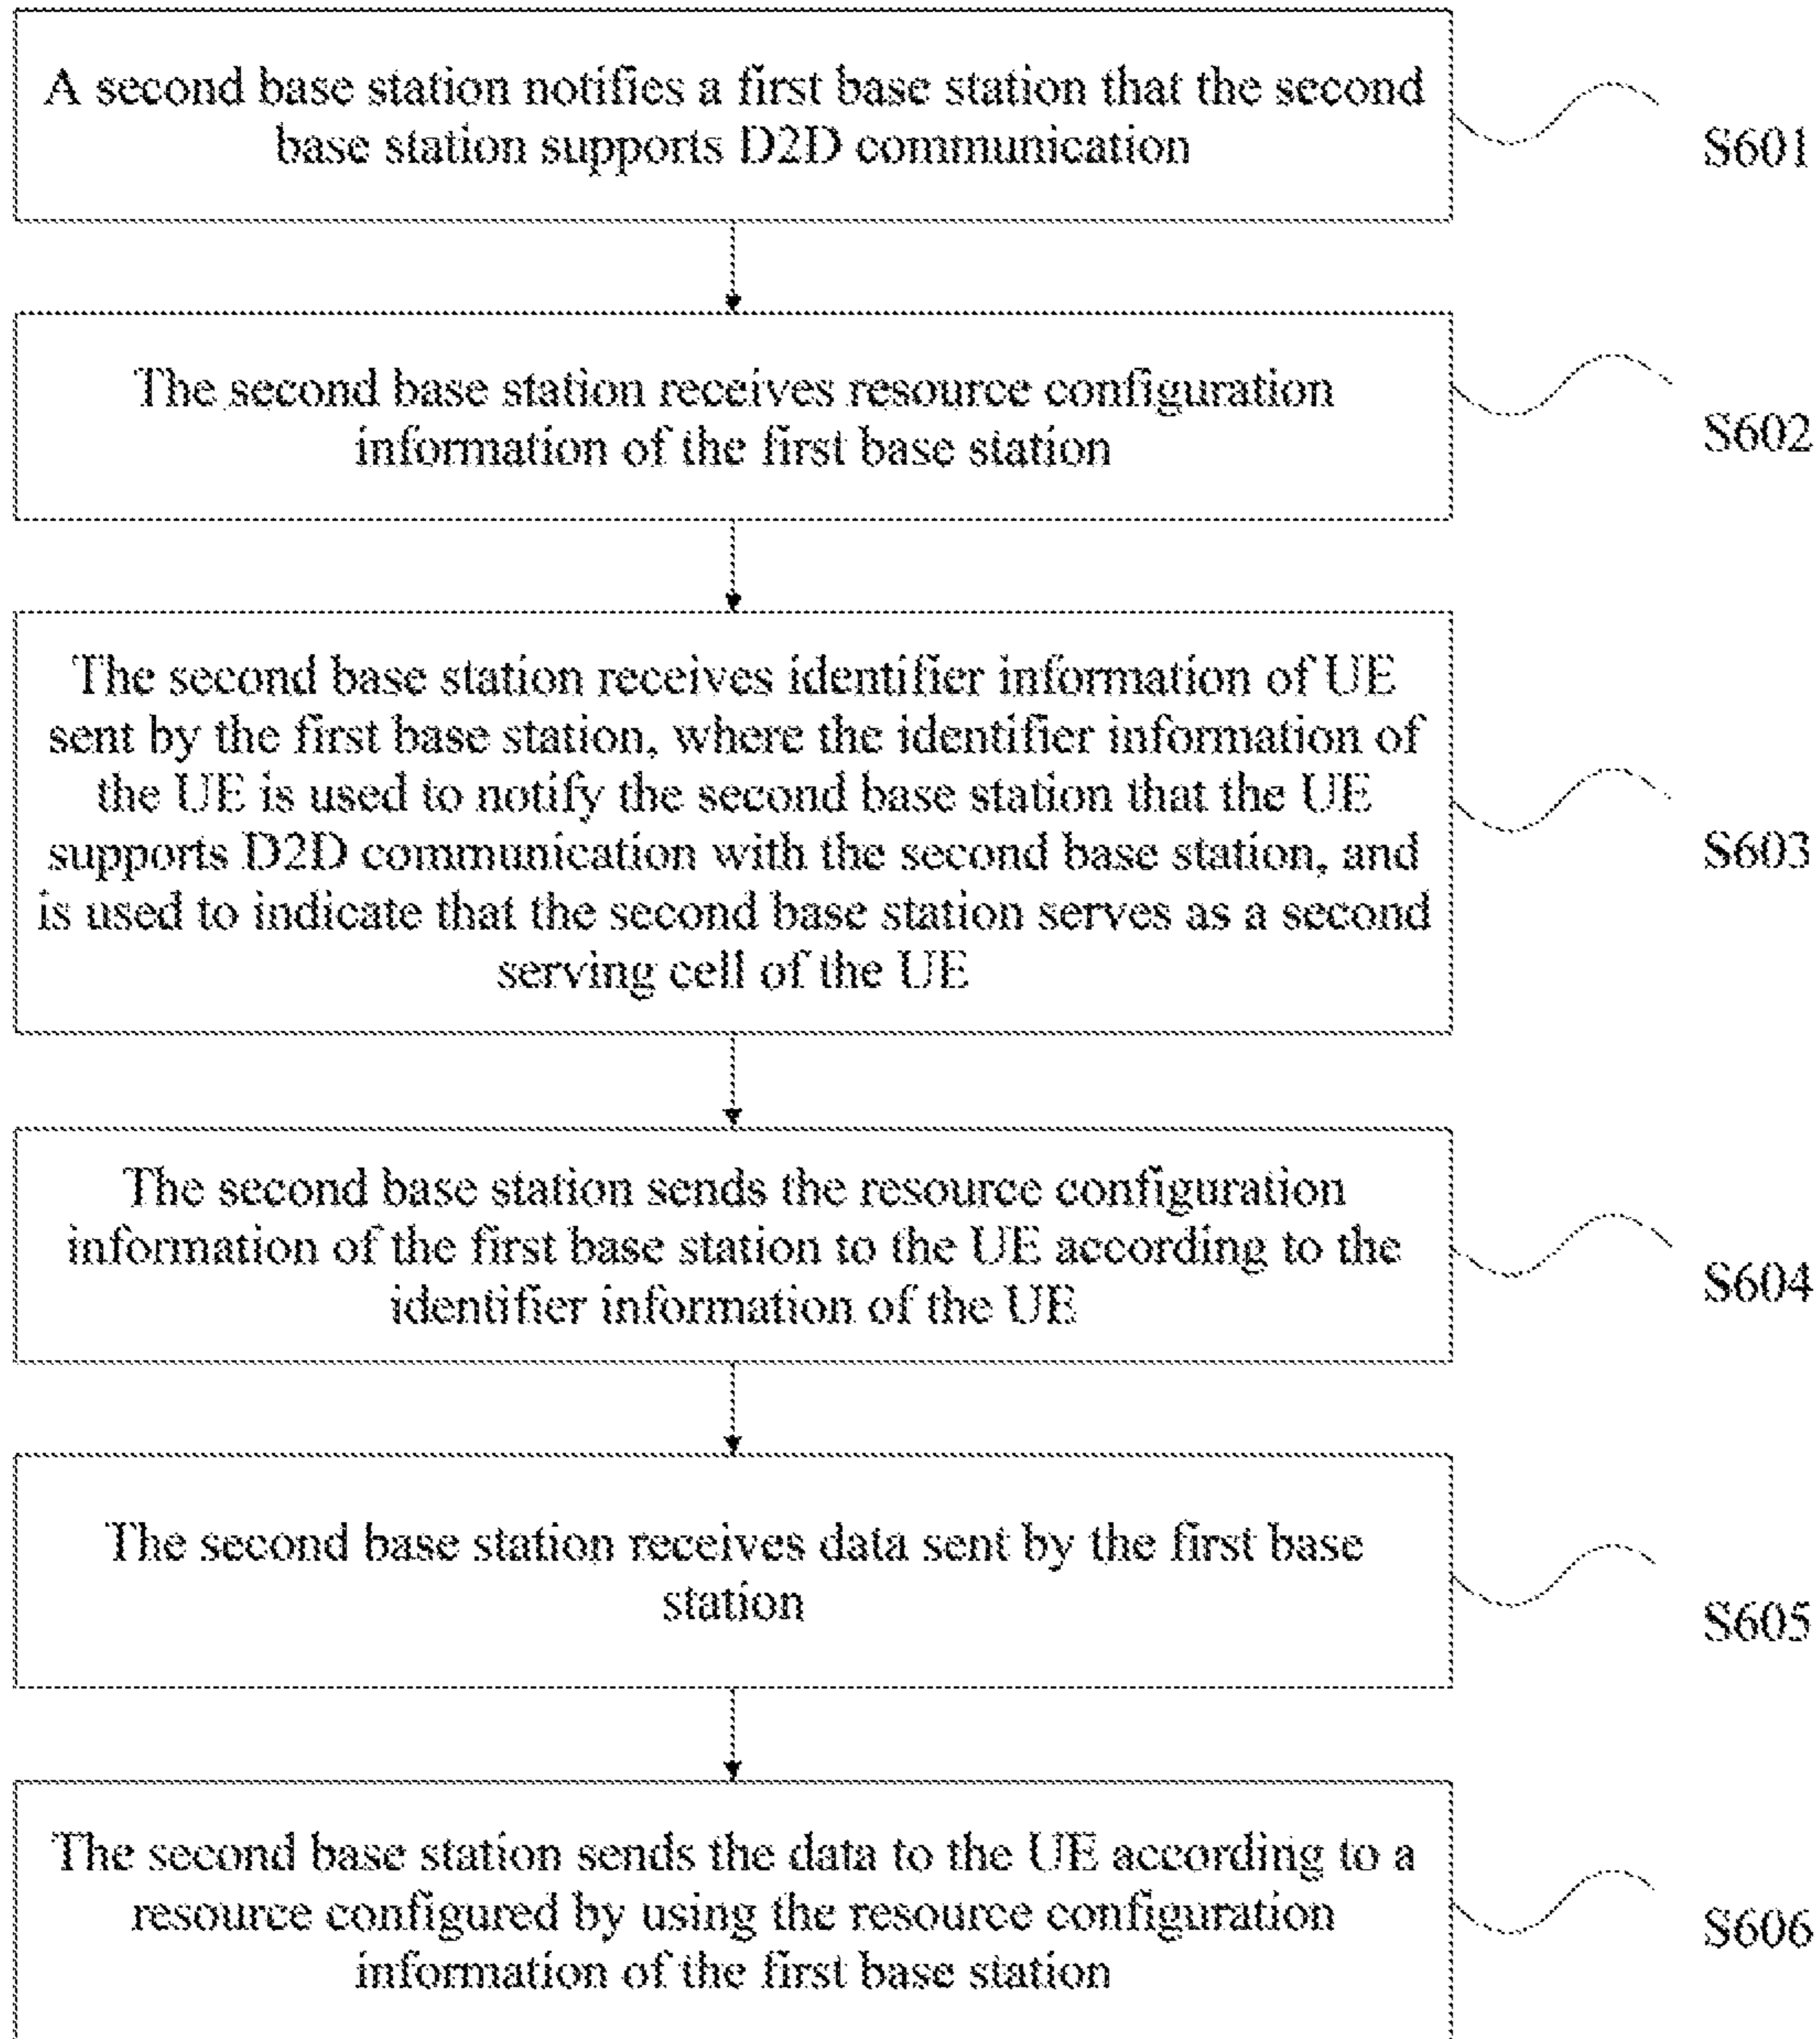 A second base station notifies a first base station that the second
base station supports D2D communication
S601
The second base station receives resource configuration
information of the first base station
S602
The second base station receives identifier information of UE
sent by the first base station, where the identifier information of
the UE is used to notify the second base station that the UE
supports D2D communication with the second base station, and
is used to indicate that the second base station serves as a second
serving cell of the UE
S603
The second base station sends the resource configuration
information of the first base station to the UE according to the
identifier information of the UE
S604
The second base station receives data sent by the first base
station
S605
The second base station sends the data to the UE according to a
resource configured by using the resource configuration
information of the first base station
S606